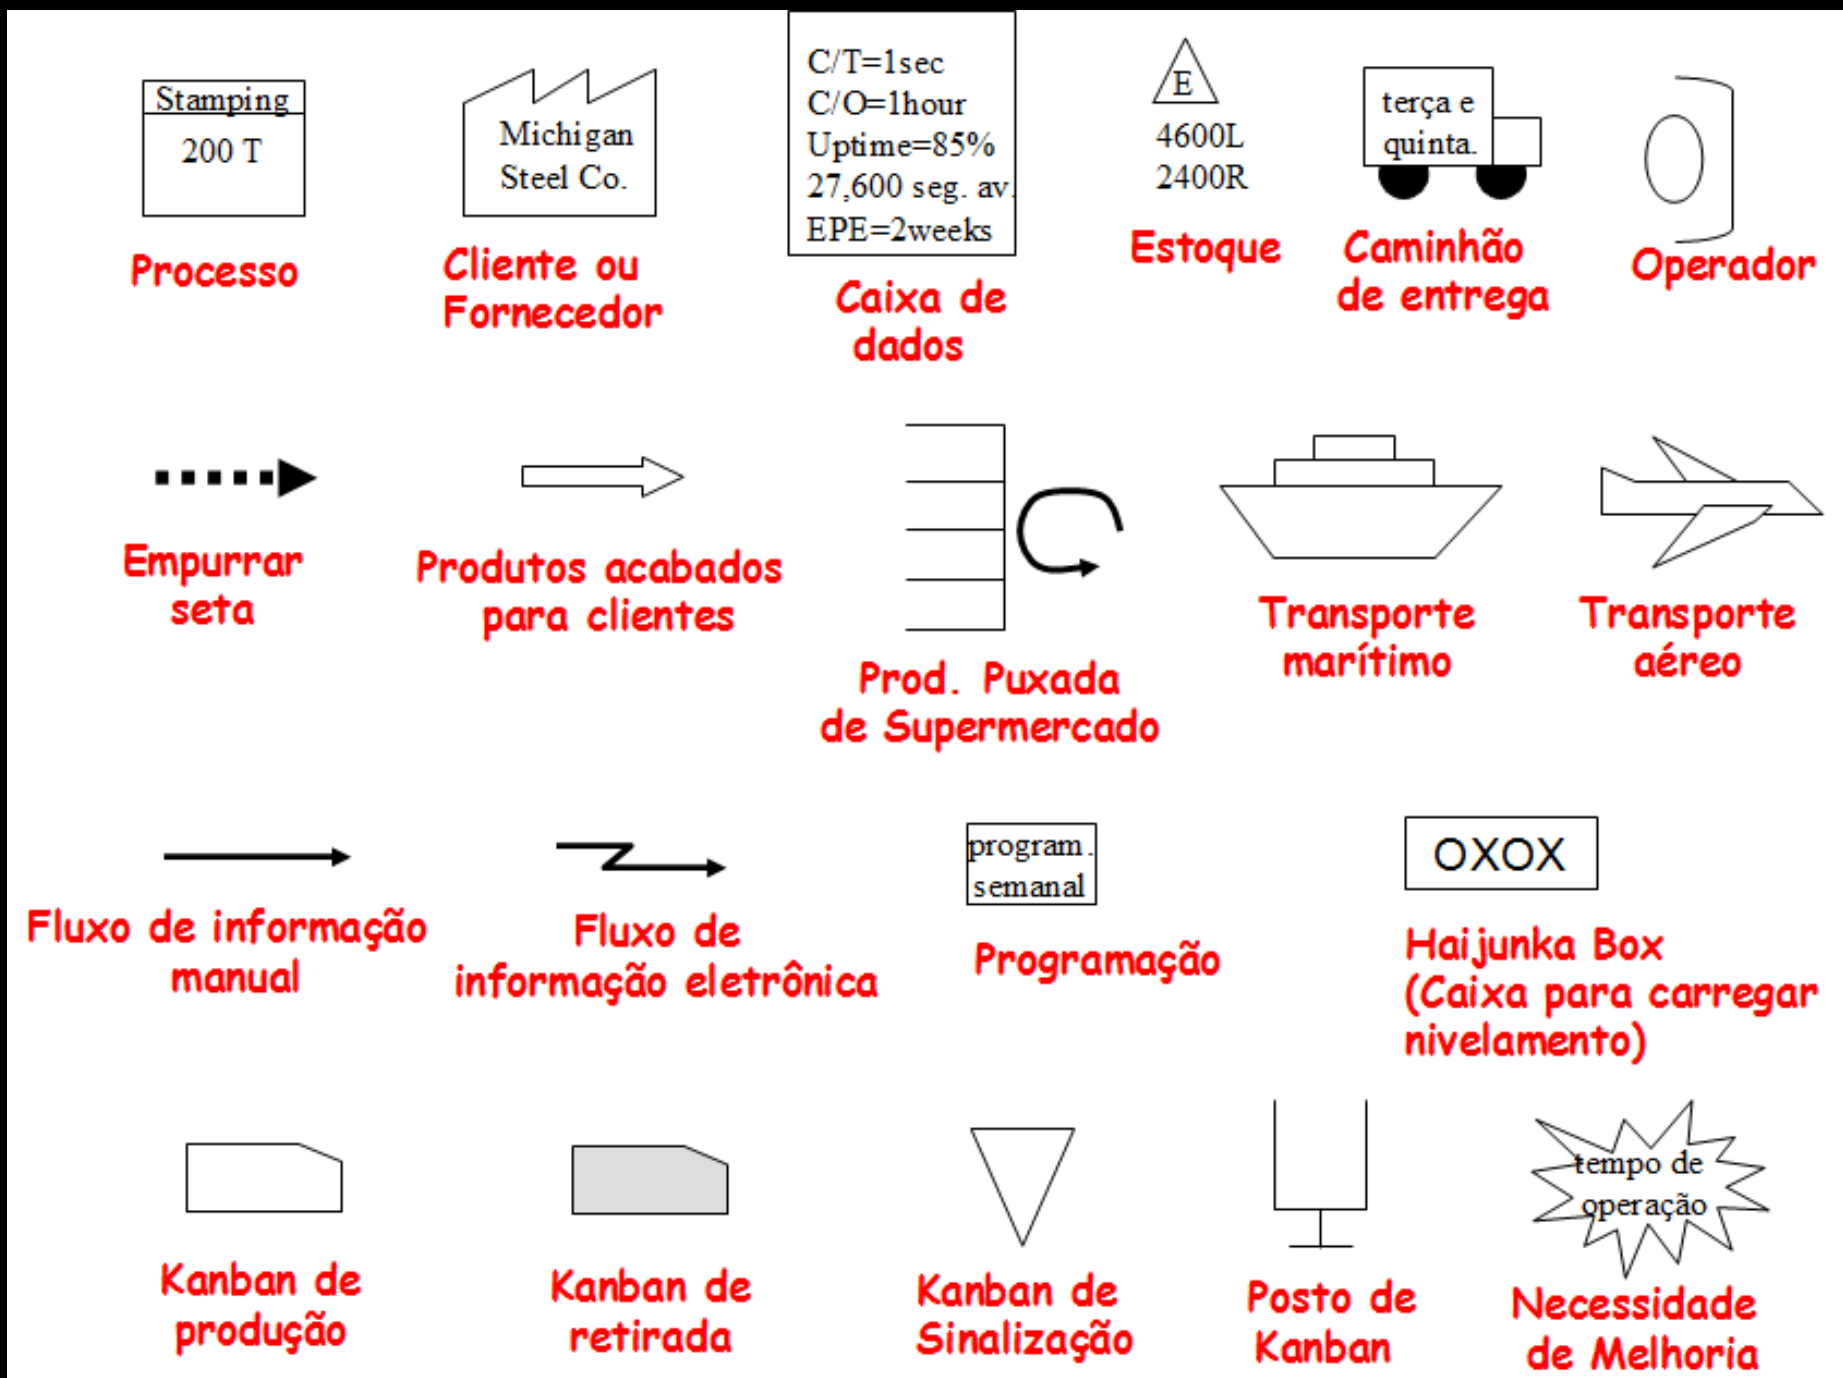 Stamping
200 T
Processo
Michigan
Steel Co.
Cliente ou
Fornecedor
C/T=1sec
C/O=1hour
Uptime=85%
27,600 seg. av.
EPE=2weeks
Caixa de
dados
E
4600L
2400R
Estoque
terça e
quinta.
Caminhão
de entrega
Operador
Empurrar
seta
Produtos acabados
para clientes
Prod. Puxada
de Supermercado
Transporte
marítimo
Transporte
aéreo
Fluxo de informação
manual
Fluxo de
informação eletrônica
program.
semanal
Programação
OXOX
Haijunka Box
(Caixa para carregar
nivelamento)
Kanban de
produção
Kanban de
retirada
Kanban de
Sinalização
Posto de
Kanban
tempo de
operação
Necessidade
de Melhoria